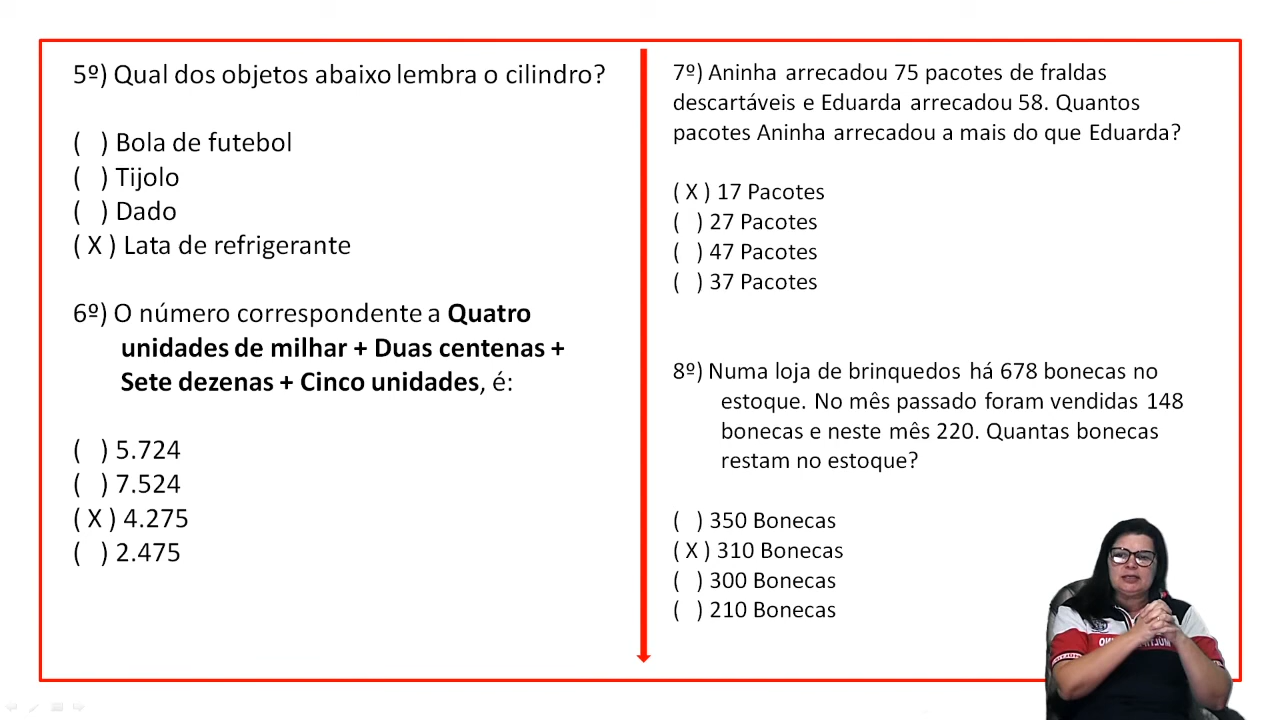 5º) Qual dos objetos abaixo lembra o cilindro?
( ) Bola de futebol
( ) Tijolo
( ) Dado
( X ) Lata de refrigerante
6º) O número correspondente a Quatro
unidades de milhar + Duas centenas +
Sete dezenas + Cinco unidades, é:
( ) 5.724
( ) 7.524
( X ) 4.275
( ) 2.475
7º) Aninha arrecadou 75 pacotes de fraldas
descartáveis e Eduarda arrecadou 58. Quantos
pacotes Aninha arrecadou a mais do que Eduarda?
( X ) 17 Pacotes
( ) 27 Pacotes
( ) 47 Pacotes
( ) 37 Pacotes
8º) Numa loja de brinquedos há 678 bonecas no
estoque. No mês passado foram vendidas 148
bonecas e neste mês 220. Quantas bonecas
restam no estoque?
( ) 350 Bonecas
( X ) 310 Bonecas
( ) 300 Bonecas
( ) 210 Bonecas